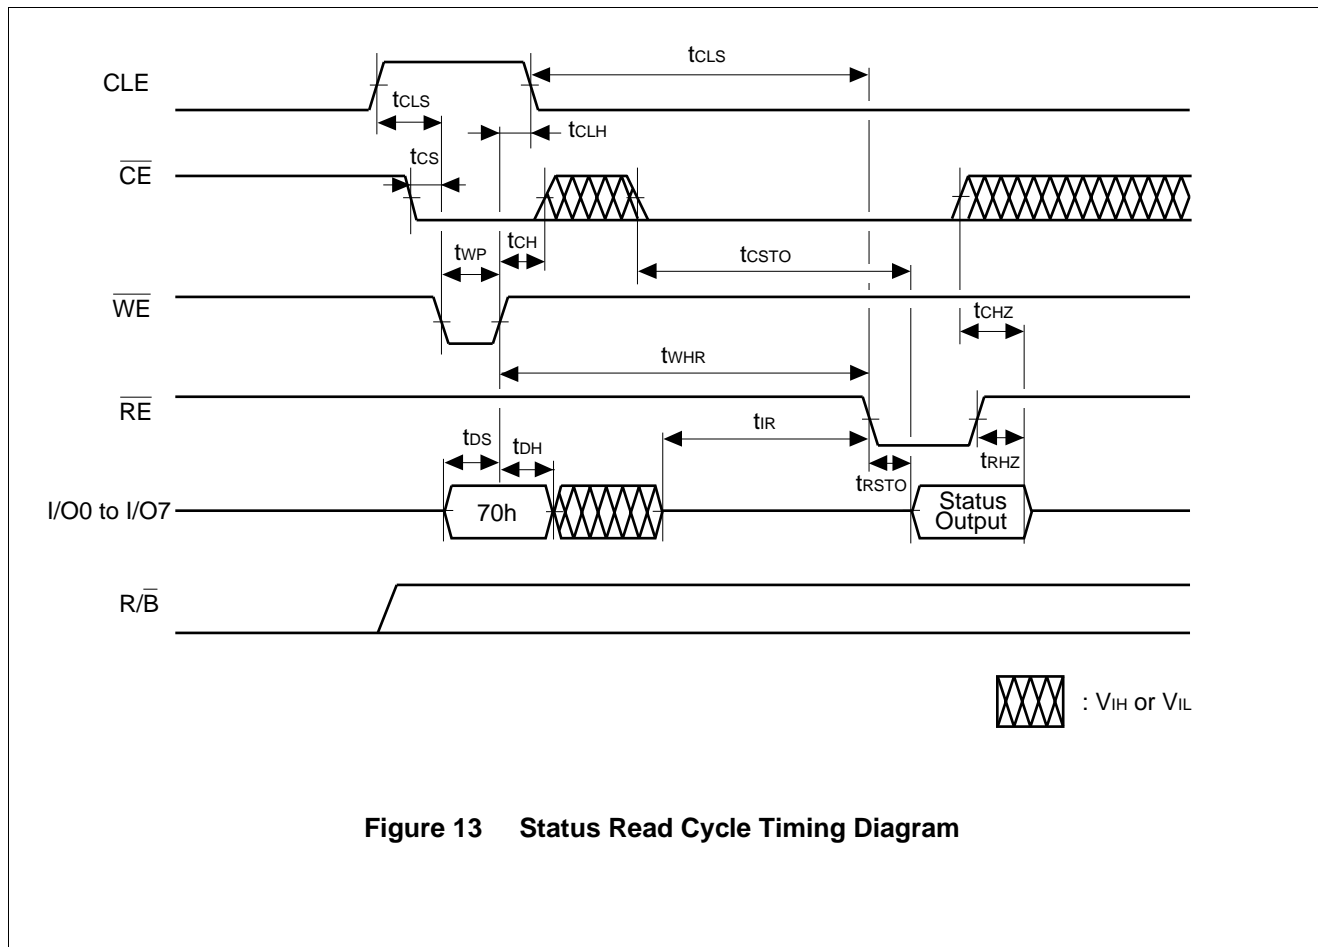 tCLS
CLE
tCLS
tCLH
tCS
CE
tCH
tWP
tCSTO
WE
tCHZ
tWHR
RE
tIR
tDS
tDH
tRHZ
tRSTO
I/O0 to I/O7
70h
Status
Output
R/B
: VIH or VIL
Figure 13 Status Read Cycle Timing Diagram